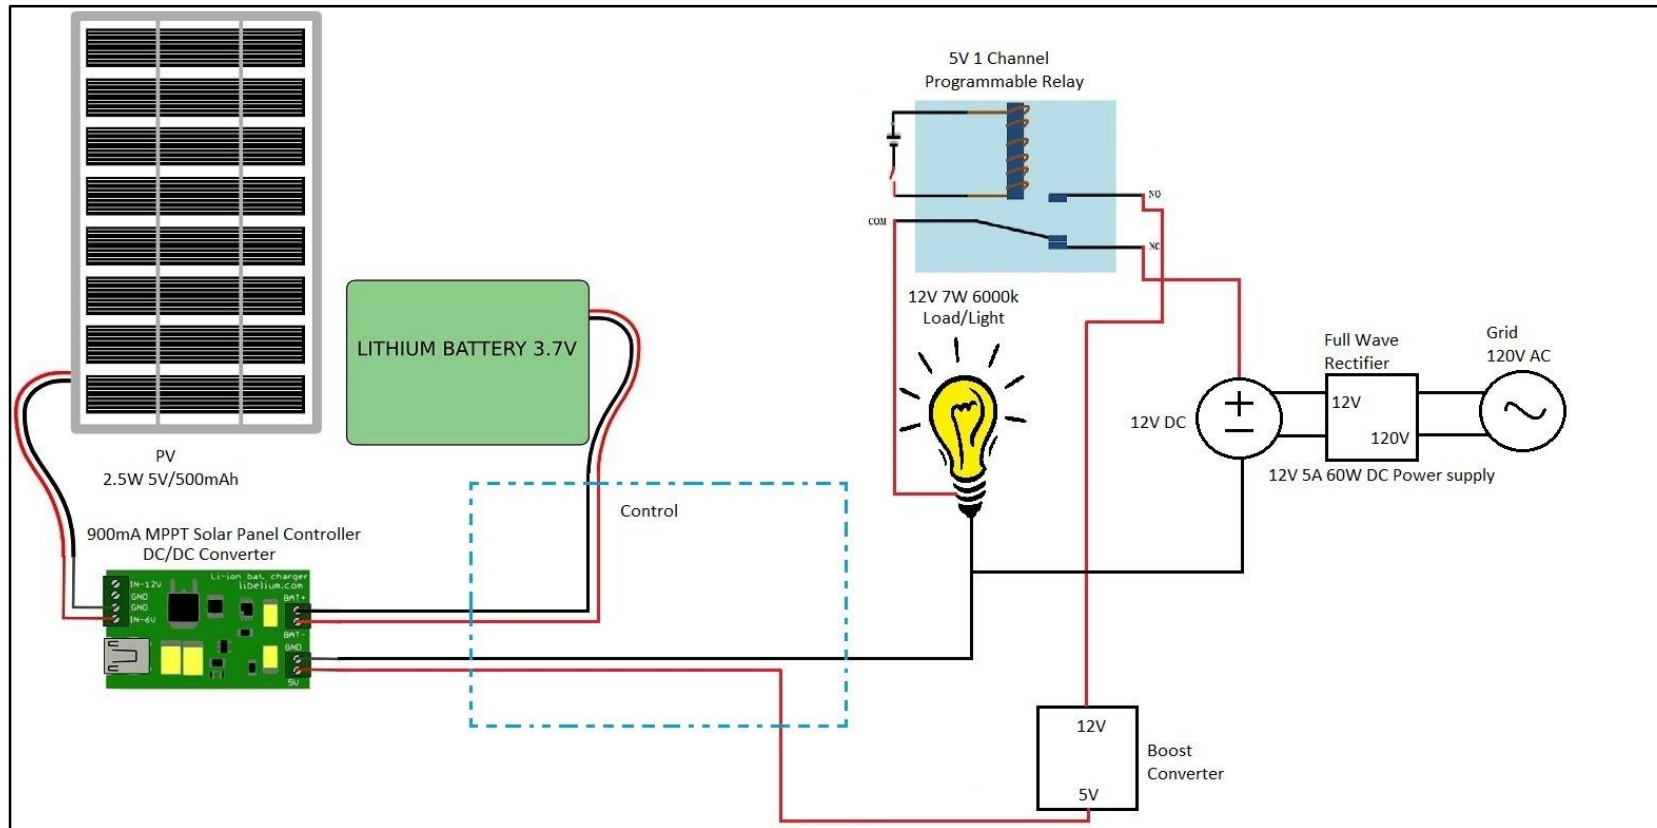 5V 1 Channel
Programmable Relay
NO
COM
NC
12V 7W 6000k
Load/Light
LITHIUM BATTERY 3.7V
Full Wave
Rectifier
Grid
120V AC
12V DC
12V
120V
12V 5A 60W DC Power supply
PV
2.5W 5V/500mAh
Control
900mA MPPT Solar Panel Controller
DC/DC Converter
Li-ion bat charger
libelium.com
IN-12V
GND
GND
IN-6V
BAT+
BAT-
GND
5V
12V
Boost
Converter
5V